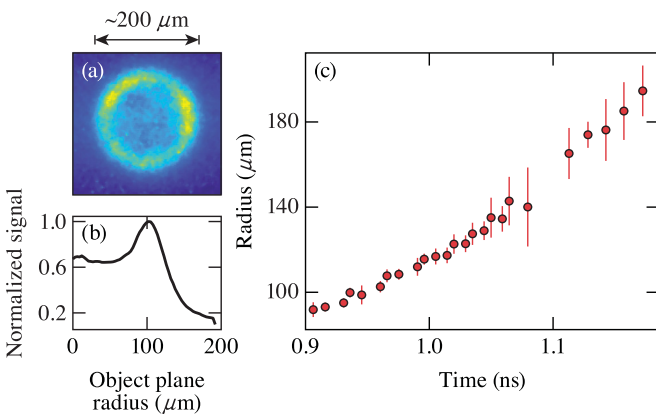 ~200 μm
(a)
(b)
Normalized signal
1.0
0.6
0.2
0
100
200
Object plane
radius (μm)
(c)
Radius (μm)
180
140
100
0.9
1.0
1.1
Time (ns)